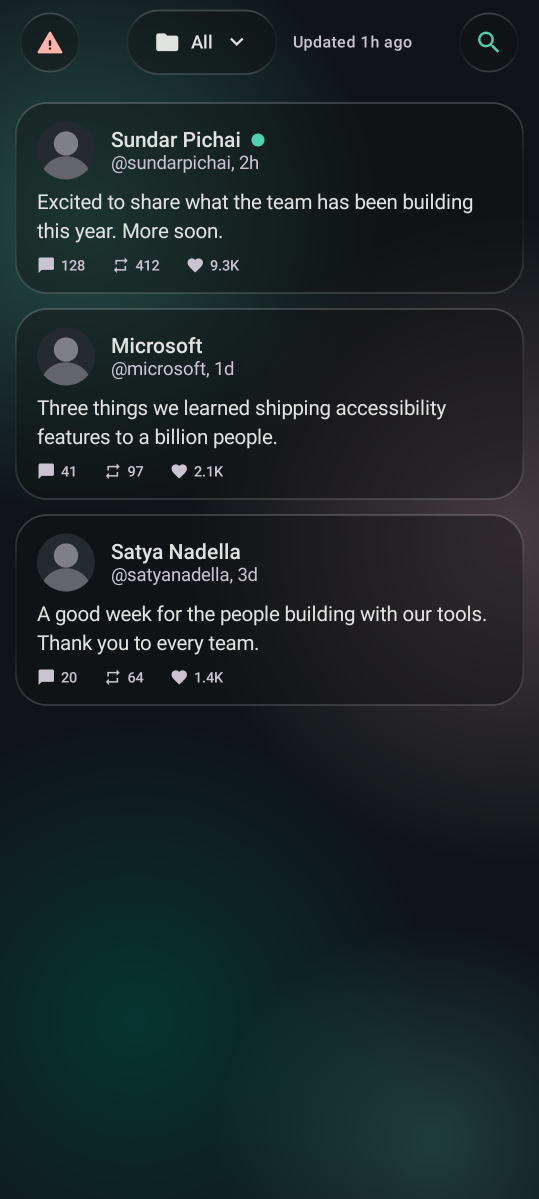 All
Updated 1h ago
Sundar Pichai
@sundarpichai, 2h
Excited to share what the team has been building
this year. More soon.
128 412 9.3K
Microsoft
@microsoft, 1d
Three things we learned shipping accessibility
features to a billion people.
41 97 2.1K
Satya Nadella
@satyanadella, 3d
A good week for the people building with our tools.
Thank you to every team.
20 64 1.4K